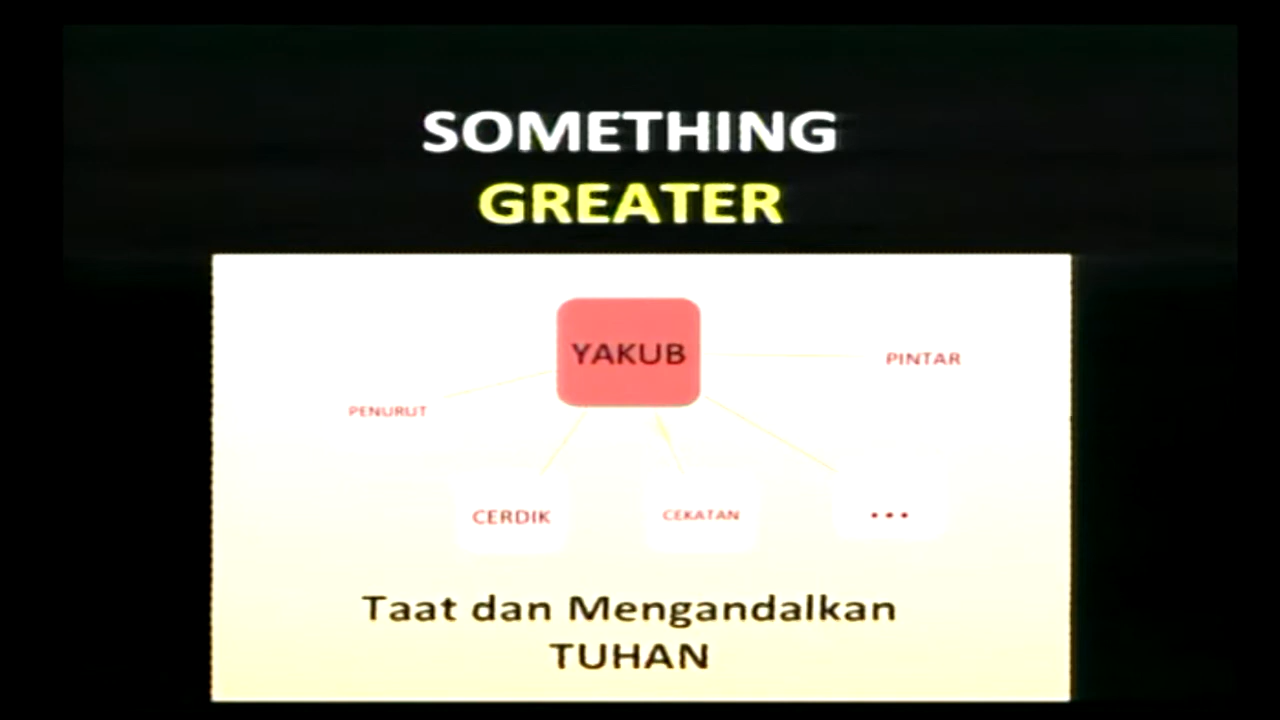 SOMETHING
GREATER
YAKUB
PINTAR
PENURUT
CERDIK
CEKATAN
...
Taat dan Mengandalkan
TUHAN